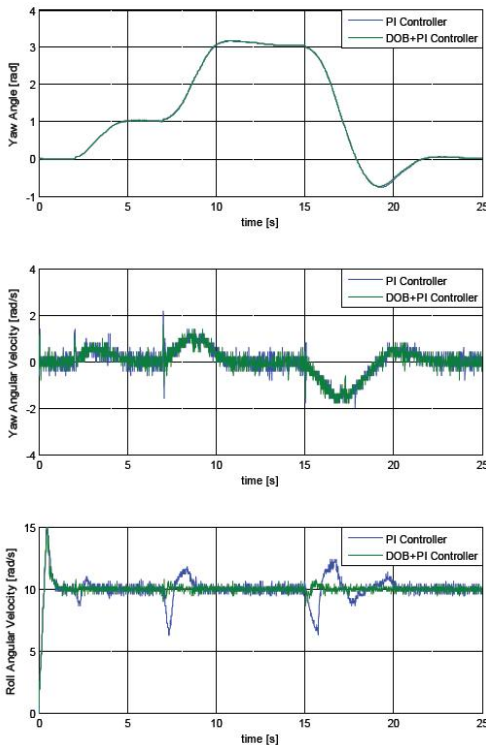 4
3
2
1
0
-1
Yaw Angle [rad]
PI Controller
DOB+PI Controller
0 5 10 15 20 25
time [s]
4
2
0
-2
-4
Yaw Angular Velocity [rad/s]
PI Controller
DOB+PI Controller
0 5 10 15 20 25
time [s]
15
10
5
0
Roll Angular Velocity [rad/s]
PI Controller
DOB+PI Controller
0 5 10 15 20 25
time [s]